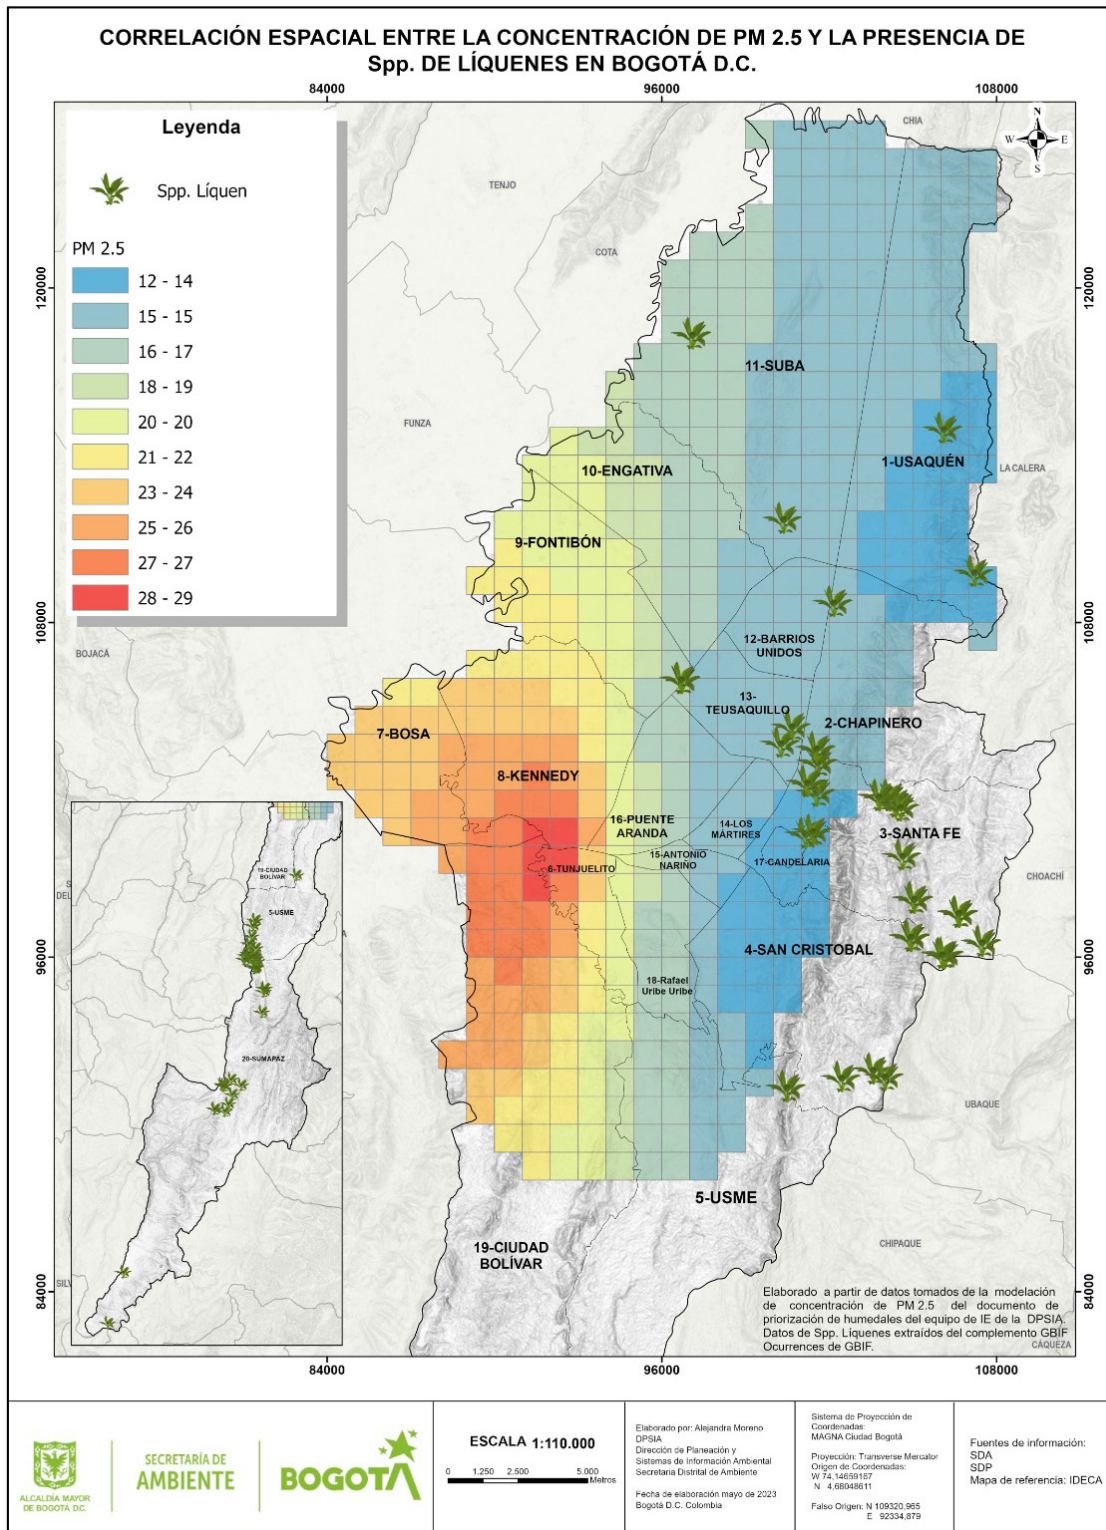 CORRELACIÓN ESPACIAL ENTRE LA CONCENTRACIÓN DE PM 2.5 Y LA PRESENCIA DE
Spp. DE LÍQUENES EN BOGOTÁ D.C.
84000
96000
108000
Leyenda
Spp. Líquen
PM 2.5
12 - 14
15 - 15
16 - 17
18 - 19
20 - 20
21 - 22
23 - 24
25 - 26
27 - 27
28 - 29
N
W
E
S
CHIA
TENJO
COTA
120000
120000
11-SUBA
FUNZA
1-USAQUÉN
LA CALERA
10-ENGATIVA
9-FONTIBÓN
108000
108000
BOJACÁ
12-BARRIOS
UNIDOS
13-
TEUSAQUILLO
2-CHAPINERO
7-BOSA
8-KENNEDY
16-PUENTE
ARANDA
14-LOS
MÁRTIRES
3-SANTA FE
15-ANTONIO
NARIÑO
17-CANDELARIA
6-TUNJUELITO
CHOACHÍ
19-CIUDAD
BOLÍVAR
5-USME
96000
96000
4-SAN CRISTOBAL
18-Rafael
Uribe Uribe
20-SUMAPAZ
UBAQUE
5-USME
CHIPAQUE
19-CIUDAD
BOLÍVAR
84000
84000
Elaborado a partir de datos tomados de la modelación
de concentración de PM 2.5 del documento de
priorización de humedales del equipo de IE de la DPSIA.
Datos de Spp. Líquenes extraídos del complemento GBIF
Ocurrences de GBIF.
CÁQUEZA
84000
96000
108000
ALCALDÍA MAYOR
DE BOGOTÁ D.C.
SECRETARÍA DE
AMBIENTE
BOGOTÁ
ESCALA 1:110.000
0 1.250 2.500 5.000
Metros
Elaborado por: Alejandra Moreno
DPSIA
Dirección de Planeación y
Sistemas de Información Ambiental
Secretaria Distrital de Ambiente
Fecha de elaboración mayo de 2023
Bogotá D.C. Colombia
Sistema de Proyección de
Coordenadas:
MAGNA Ciudad Bogotá
Proyección: Transverse Mercator
Origen de Coordenadas:
W 74,14659167
N 4,68048611
Falso Origen: N 109320,965
E 92334,879
Fuentes de información:
SDA
SDP
Mapa de referencia: IDECA